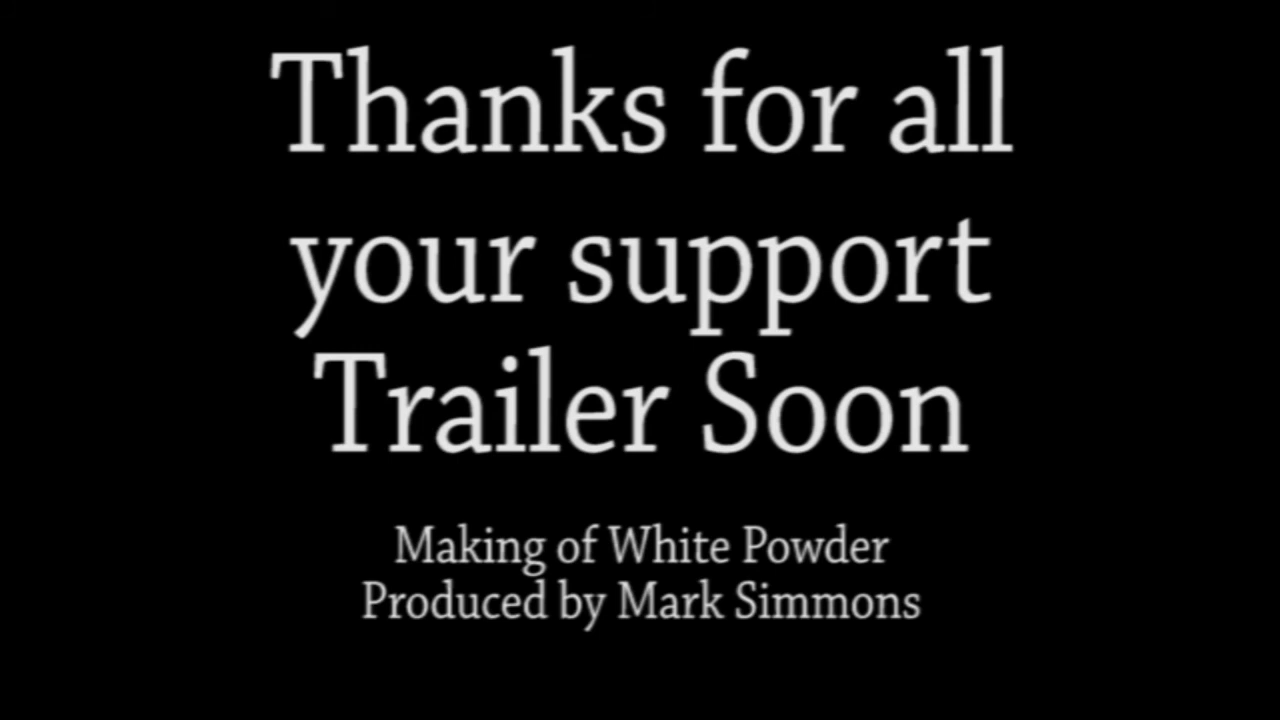 Thanks for all
your support
Trailer Soon
Making of White Powder
Produced by Mark Simmons